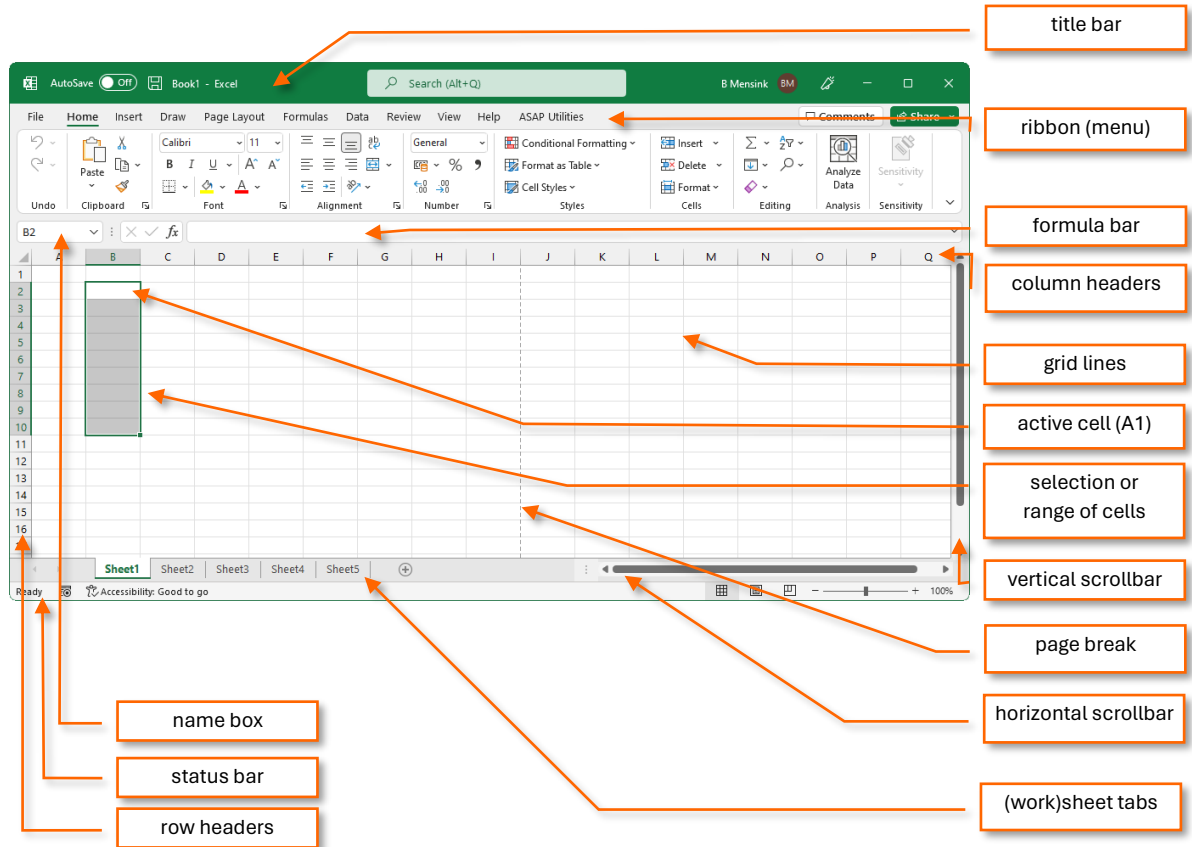 title bar
AutoSave Off Book1 - Excel Search (Alt+Q) B Mensink BM
File Home Insert Draw Page Layout Formulas Data Review View Help ASAP Utilities Comments Share
ribbon (menu)
Calibri 11 General Conditional Formatting Insert
Paste B I U A A % Format as Table Delete Analyze Data Sensitivity
A Cell Styles Format
Undo Clipboard Font Alignment Number Styles Cells Editing Analysis Sensitivity
B2 fx
formula bar
A B C D E F G H I J K L M N O P Q
column headers
1
2
3
4
5
6
7
8
9
10
11
12
13
14
15
16
grid lines
active cell (A1)
selection or
range of cells
Sheet1 Sheet2 Sheet3 Sheet4 Sheet5
vertical scrollbar
Ready Accessibility: Good to go 100%
page break
horizontal scrollbar
name box
status bar
(work)sheet tabs
row headers